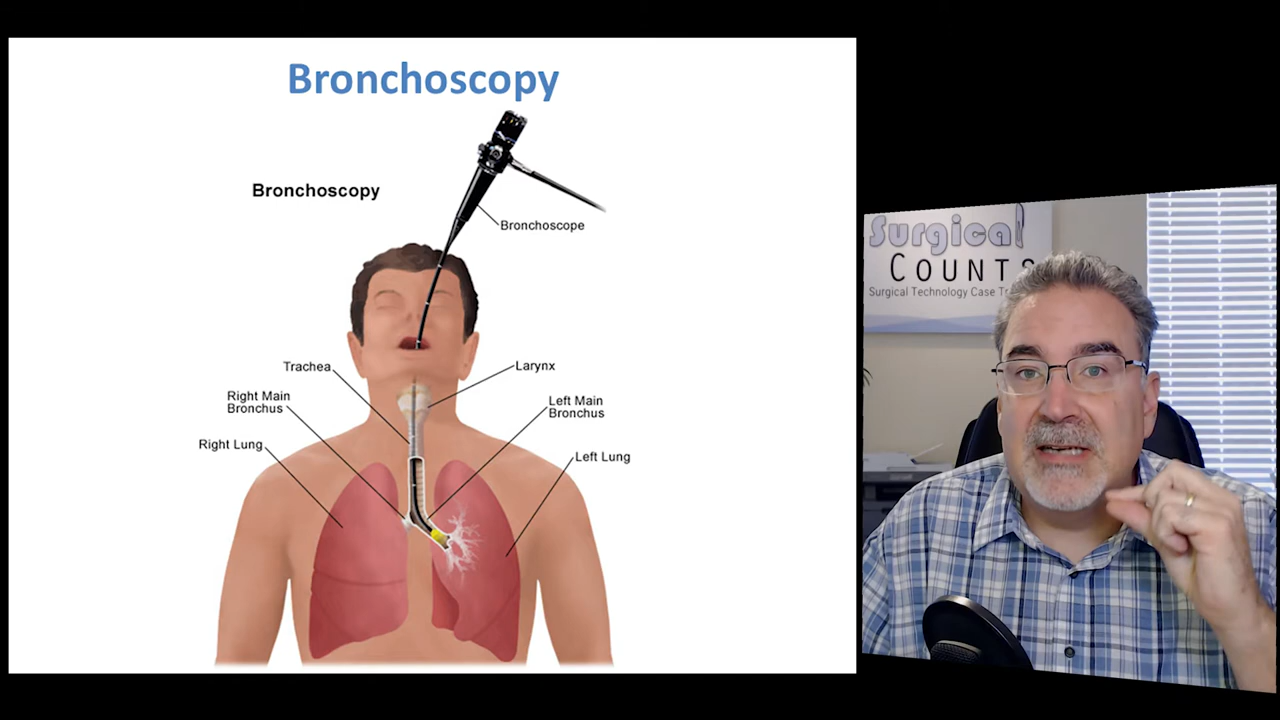 Bronchoscopy
Bronchoscopy
Bronchoscope
Trachea
Larynx
Right Main
Bronchus
Left Main
Bronchus
Right Lung
Left Lung
Surgical
COUNTS
Surgical Technology Case